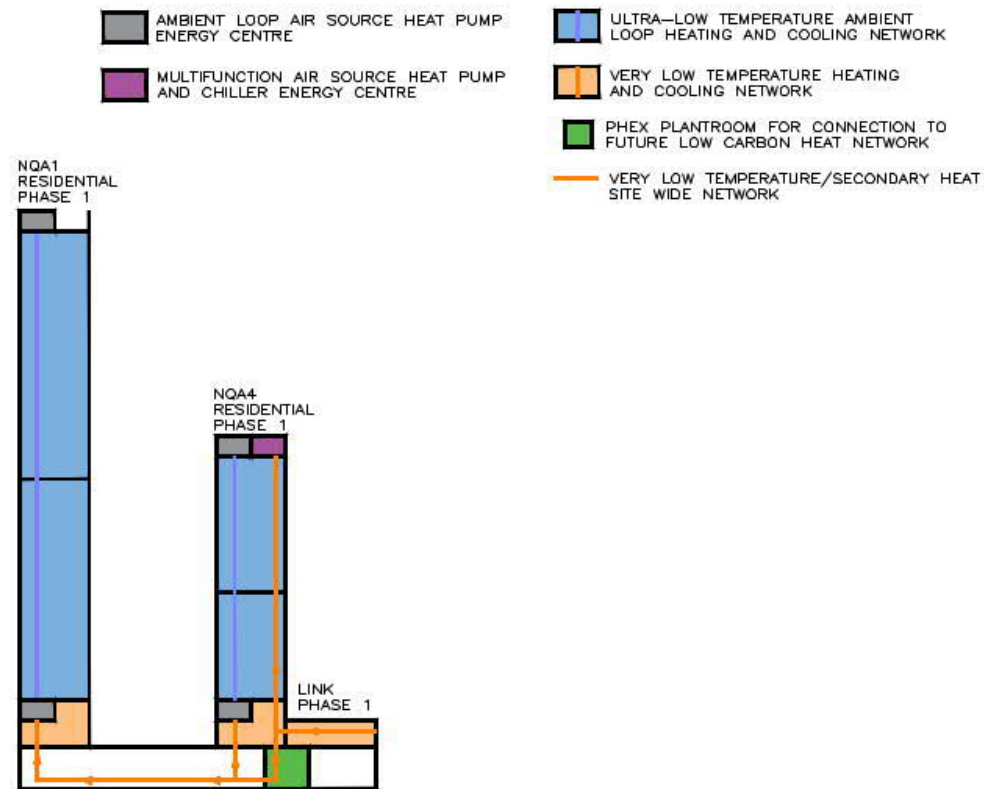 AMBIENT LOOP AIR SOURCE HEAT PUMP
ENERGY CENTRE
MULTIFUNCTION AIR SOURCE HEAT PUMP
AND CHILLER ENERGY CENTRE
ULTRA-LOW TEMPERATURE AMBIENT
LOOP HEATING AND COOLING NETWORK
VERY LOW TEMPERATURE HEATING
AND COOLING NETWORK
PHEX PLANTROOM FOR CONNECTION TO
FUTURE LOW CARBON HEAT NETWORK
VERY LOW TEMPERATURE/SECONDARY HEAT
SITE WIDE NETWORK
NQA1
RESIDENTIAL
PHASE 1
NQA4
RESIDENTIAL
PHASE 1
LINK
PHASE 1